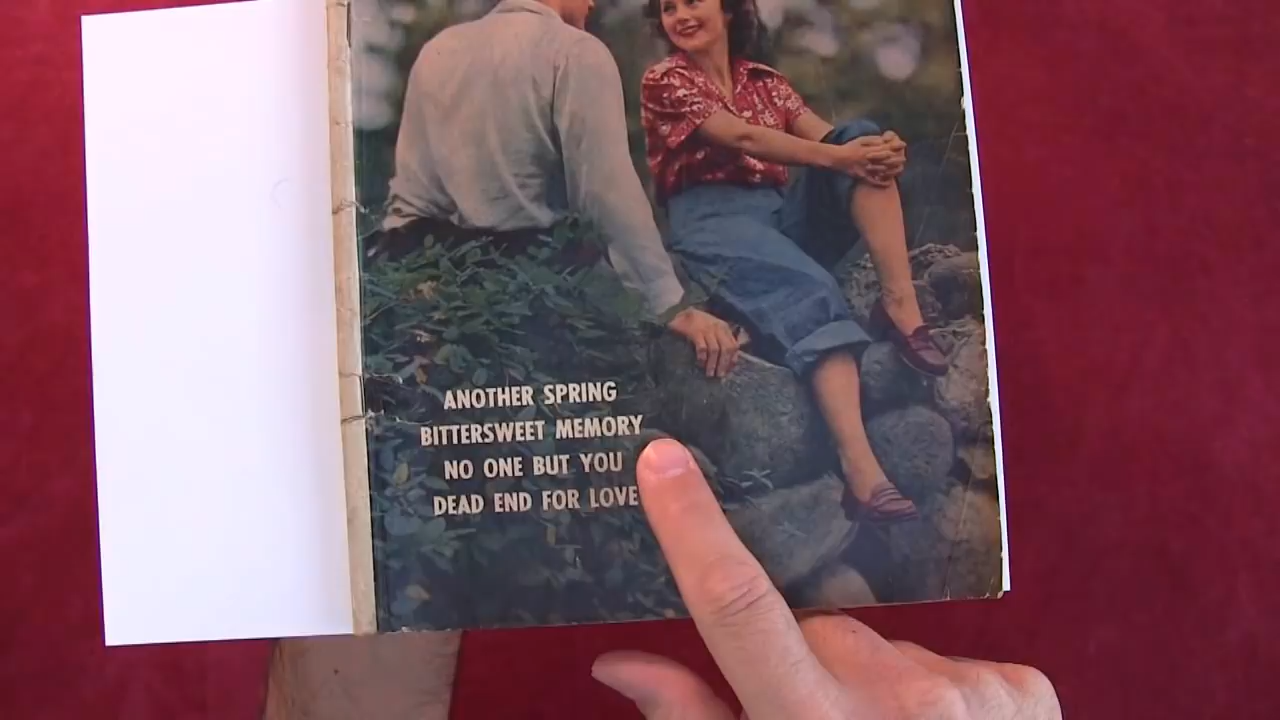 ANOTHER SPRING
BITTERSWEET MEMORY
NO ONE BUT YOU
DEAD END FOR LOVE